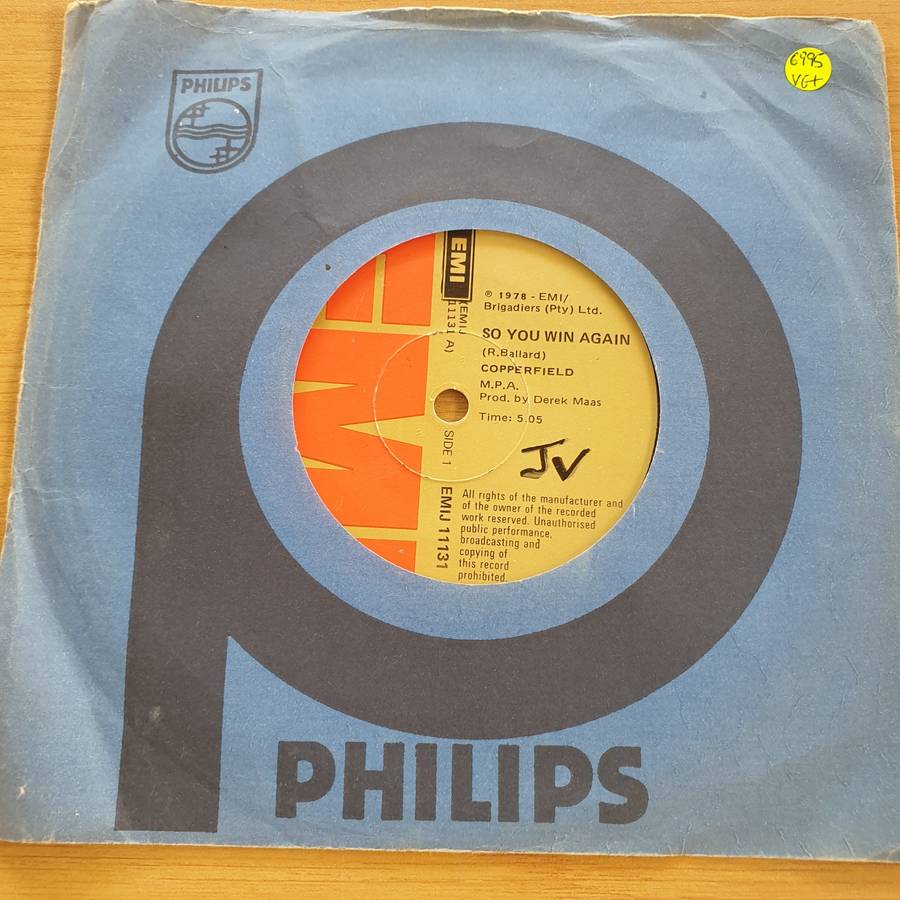 PHILIPS
6995
VG+
EMI
(EMIJ
11131 A)
℗ 1978 - EMI/
Brigadiers (Pty) Ltd.
SO YOU WIN AGAIN
(R.Ballard)
COPPERFIELD
M.P.A.
Prod. by Derek Maas
Time: 5.05
JV
SIDE 1
EMIJ 11131
All rights of the manufacturer and
of the owner of the recorded
work reserved. Unauthorised
public performance,
broadcasting and
copying of
this record
prohibited.
PHILIPS